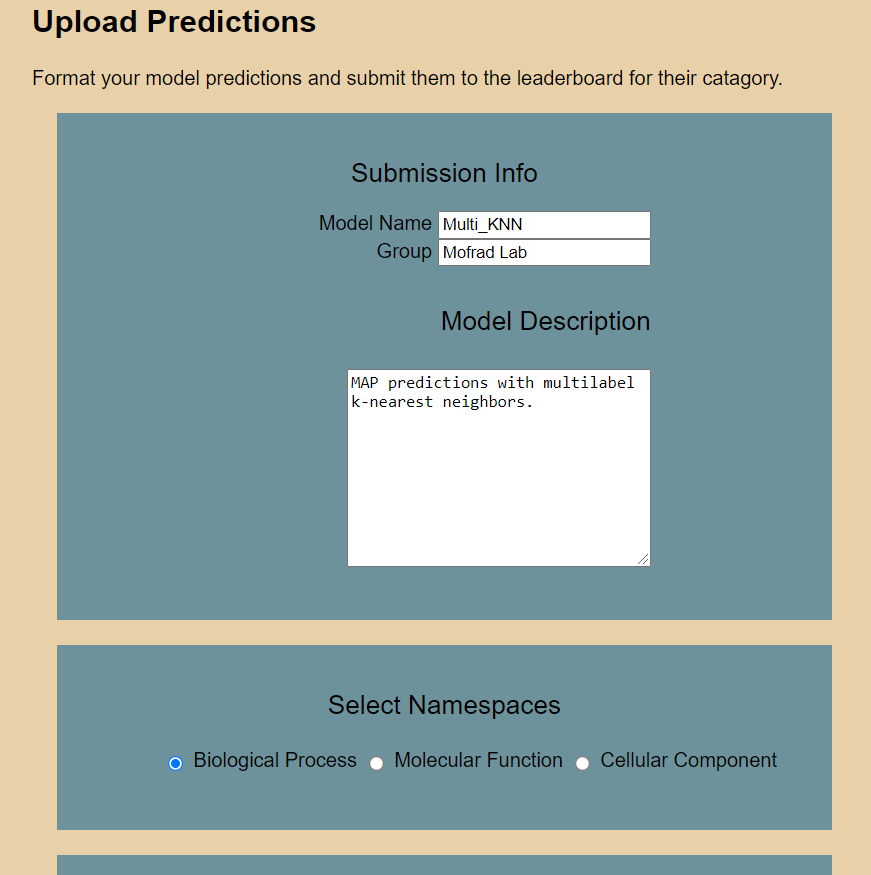 Upload Predictions
Format your model predictions and submit them to the leaderboard for their catagory.
Submission Info
Model Name Multi_KNN
Group Mofrad Lab
Model Description
MAP predictions with multilabel
k-nearest neighbors.
Select Namespaces
Biological Process Molecular Function Cellular Component